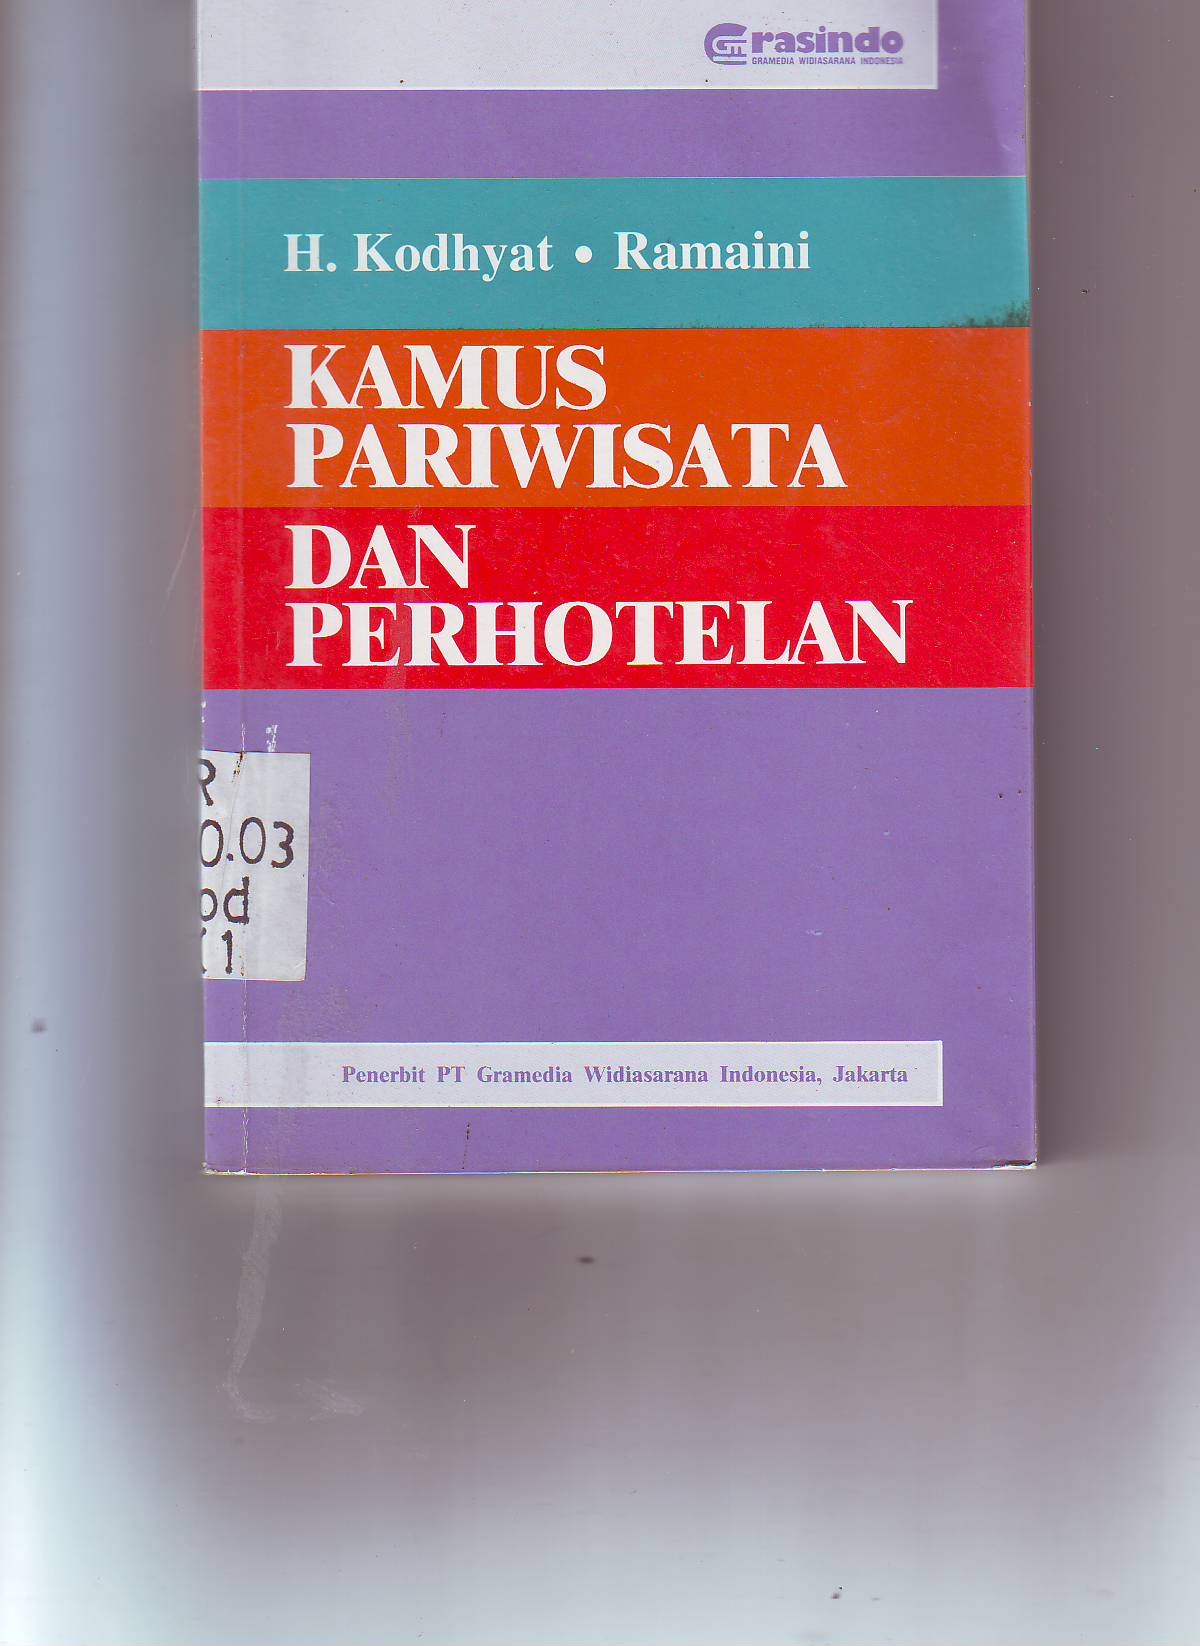 Grasindo
GRAMEDIA WIDIASARANA INDONESIA
H. Kodhyat • Ramaini
KAMUS
PARIWISATA
DAN
PERHOTELAN
R
0.03
od
1
Penerbit PT Gramedia Widiasarana Indonesia, Jakarta